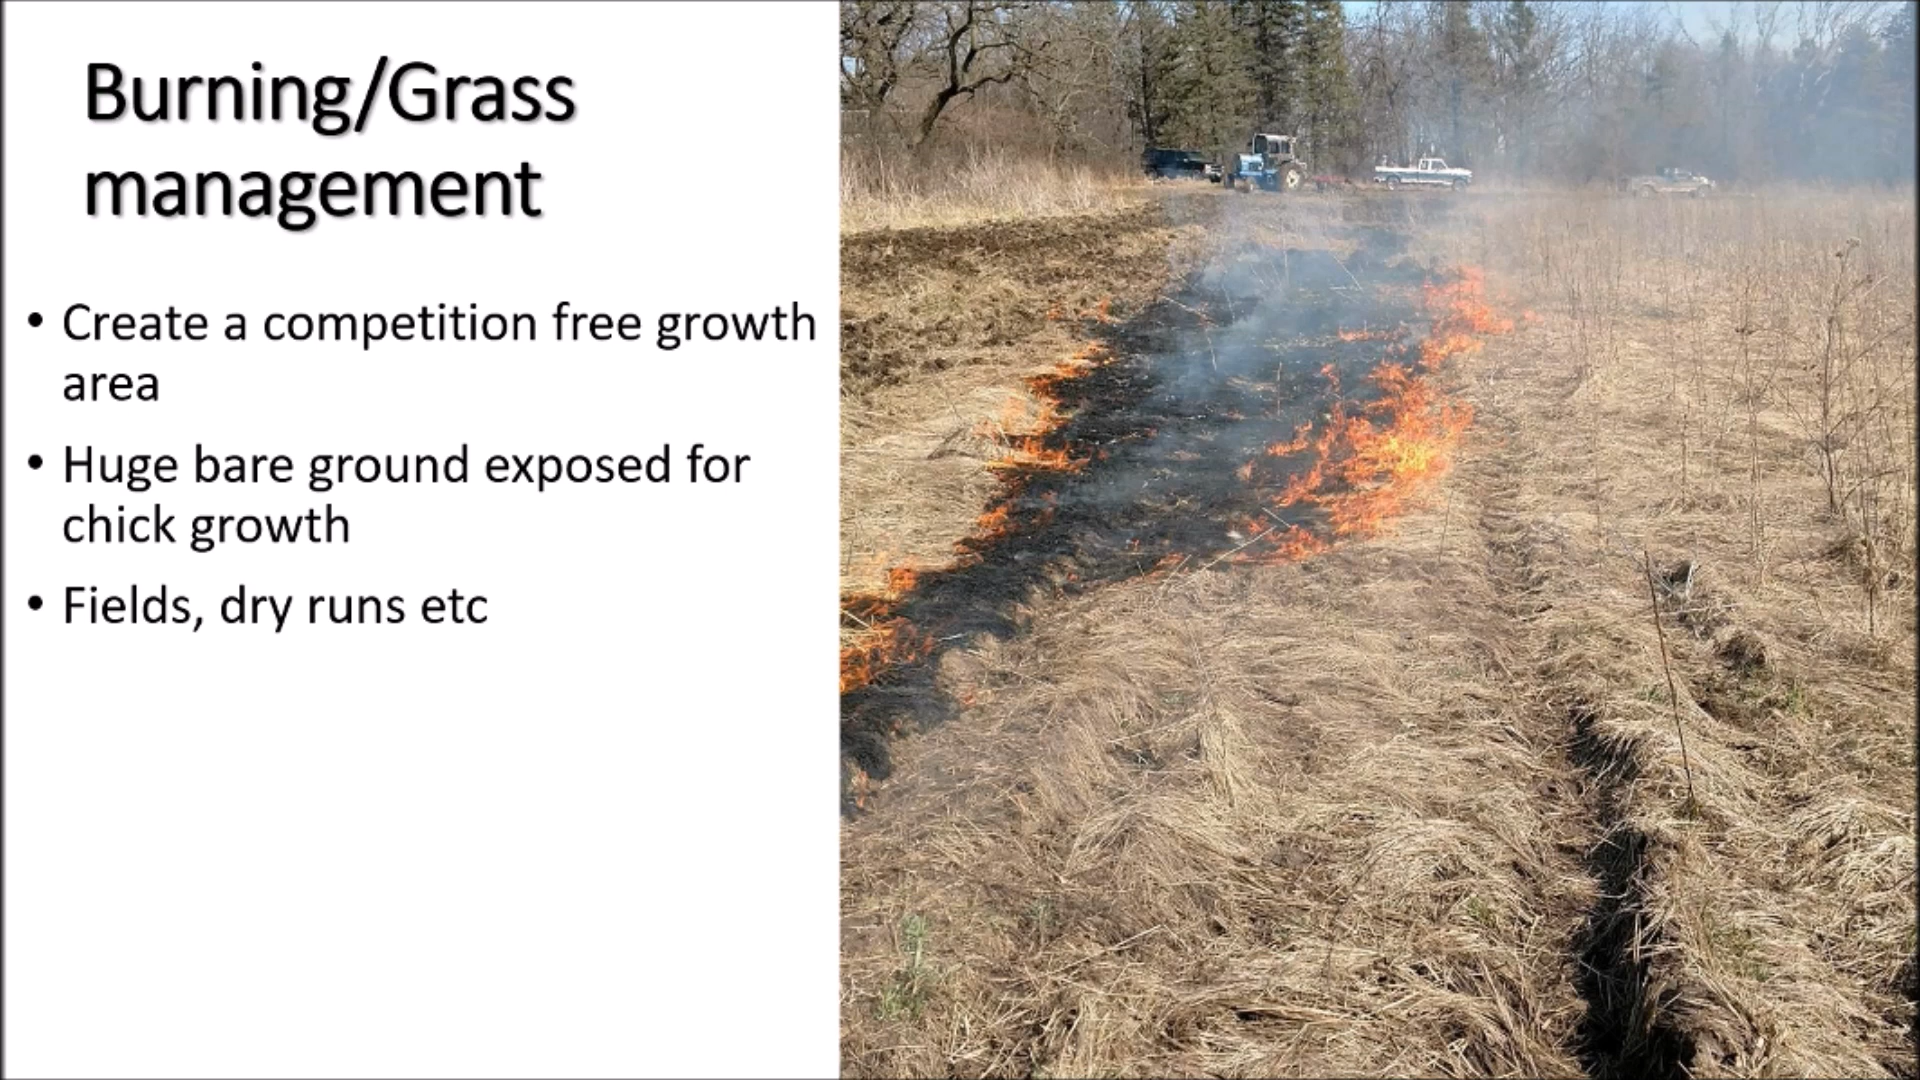 Burning/Grass
management
• Create a competition free growth
area
• Huge bare ground exposed for
chick growth
• Fields, dry runs etc